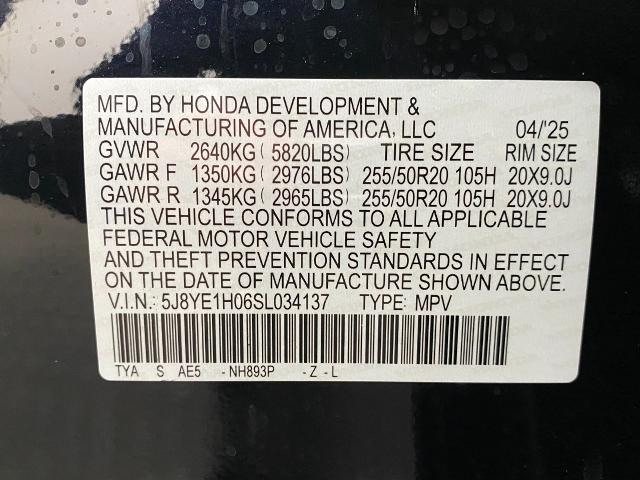 MFD. BY HONDA DEVELOPMENT &
MANUFACTURING OF AMERICA, LLC 04/'25
GVWR 2640KG( 5820LBS) TIRE SIZE RIM SIZE
GAWR F 1350KG( 2976LBS) 255/50R20 105H 20X9.0J
GAWR R 1345KG( 2965LBS) 255/50R20 105H 20X9.0J
THIS VEHICLE CONFORMS TO ALL APPLICABLE
FEDERAL MOTOR VEHICLE SAFETY
AND THEFT PREVENTION STANDARDS IN EFFECT
ON THE DATE OF MANUFACTURE SHOWN ABOVE.
V.I.N.: 5J8YE1H06SL034137 TYPE: MPV
TYA S AE5 -NH893P -Z-L